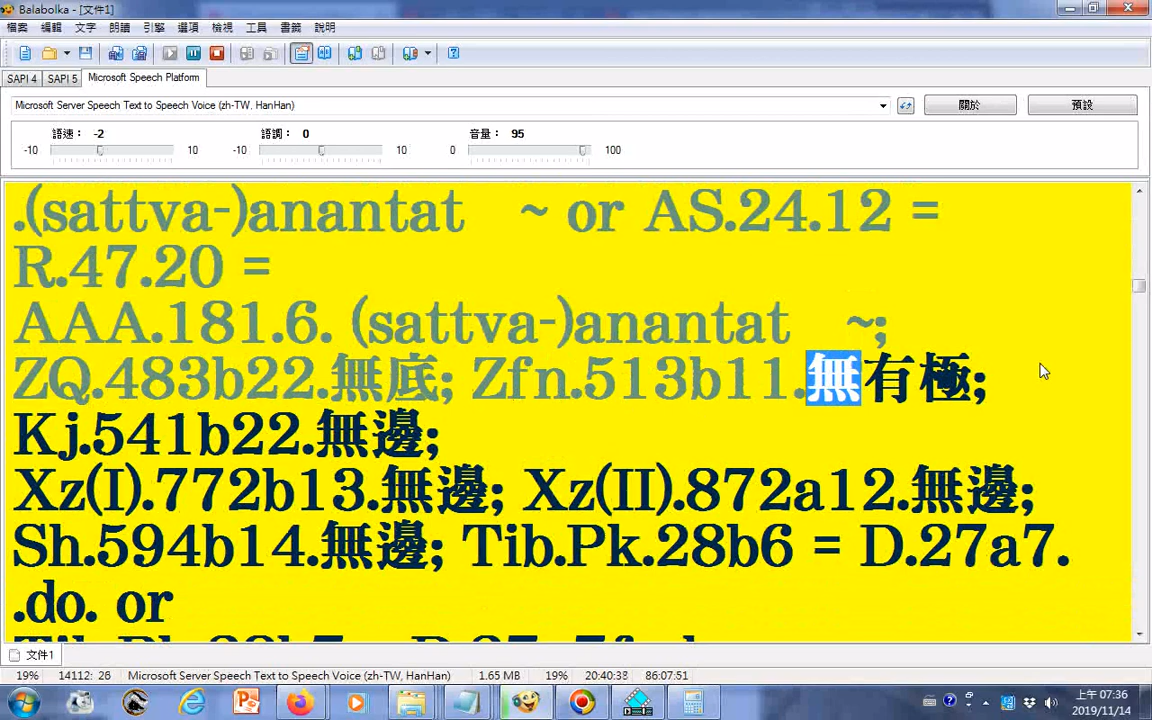 Balabolka - [文件1]
檔案 編輯 文字 朗讀 引擎 選項 檢視 工具 書籤 說明
SAPI 4 SAPI 5 Microsoft Speech Platform
Microsoft Server Speech Text to Speech Voice (zh-TW, HanHan) 關於 預設
語速： -2 語調： 0 音量： 95
-10 10 -10 10 0 100
.(sattva-)anantat ~ or AS.24.12 =
R.47.20 =
AAA.181.6. (sattva-)anantat ~;
ZQ.483b22.無底; Zfn.513b11.無有極;
Kj.541b22.無邊;
Xz(I).772b13.無邊; Xz(II).872a12.無邊;
Sh.594b14.無邊; Tib.Pk.28b6 = D.27a7.
.do. or
文件1
19% 14112: 26 Microsoft Server Speech Text to Speech Voice (zh-TW, HanHan) 1.65 MB 19% 20:40:38 86:07:51
上午 07:36
2019/11/14